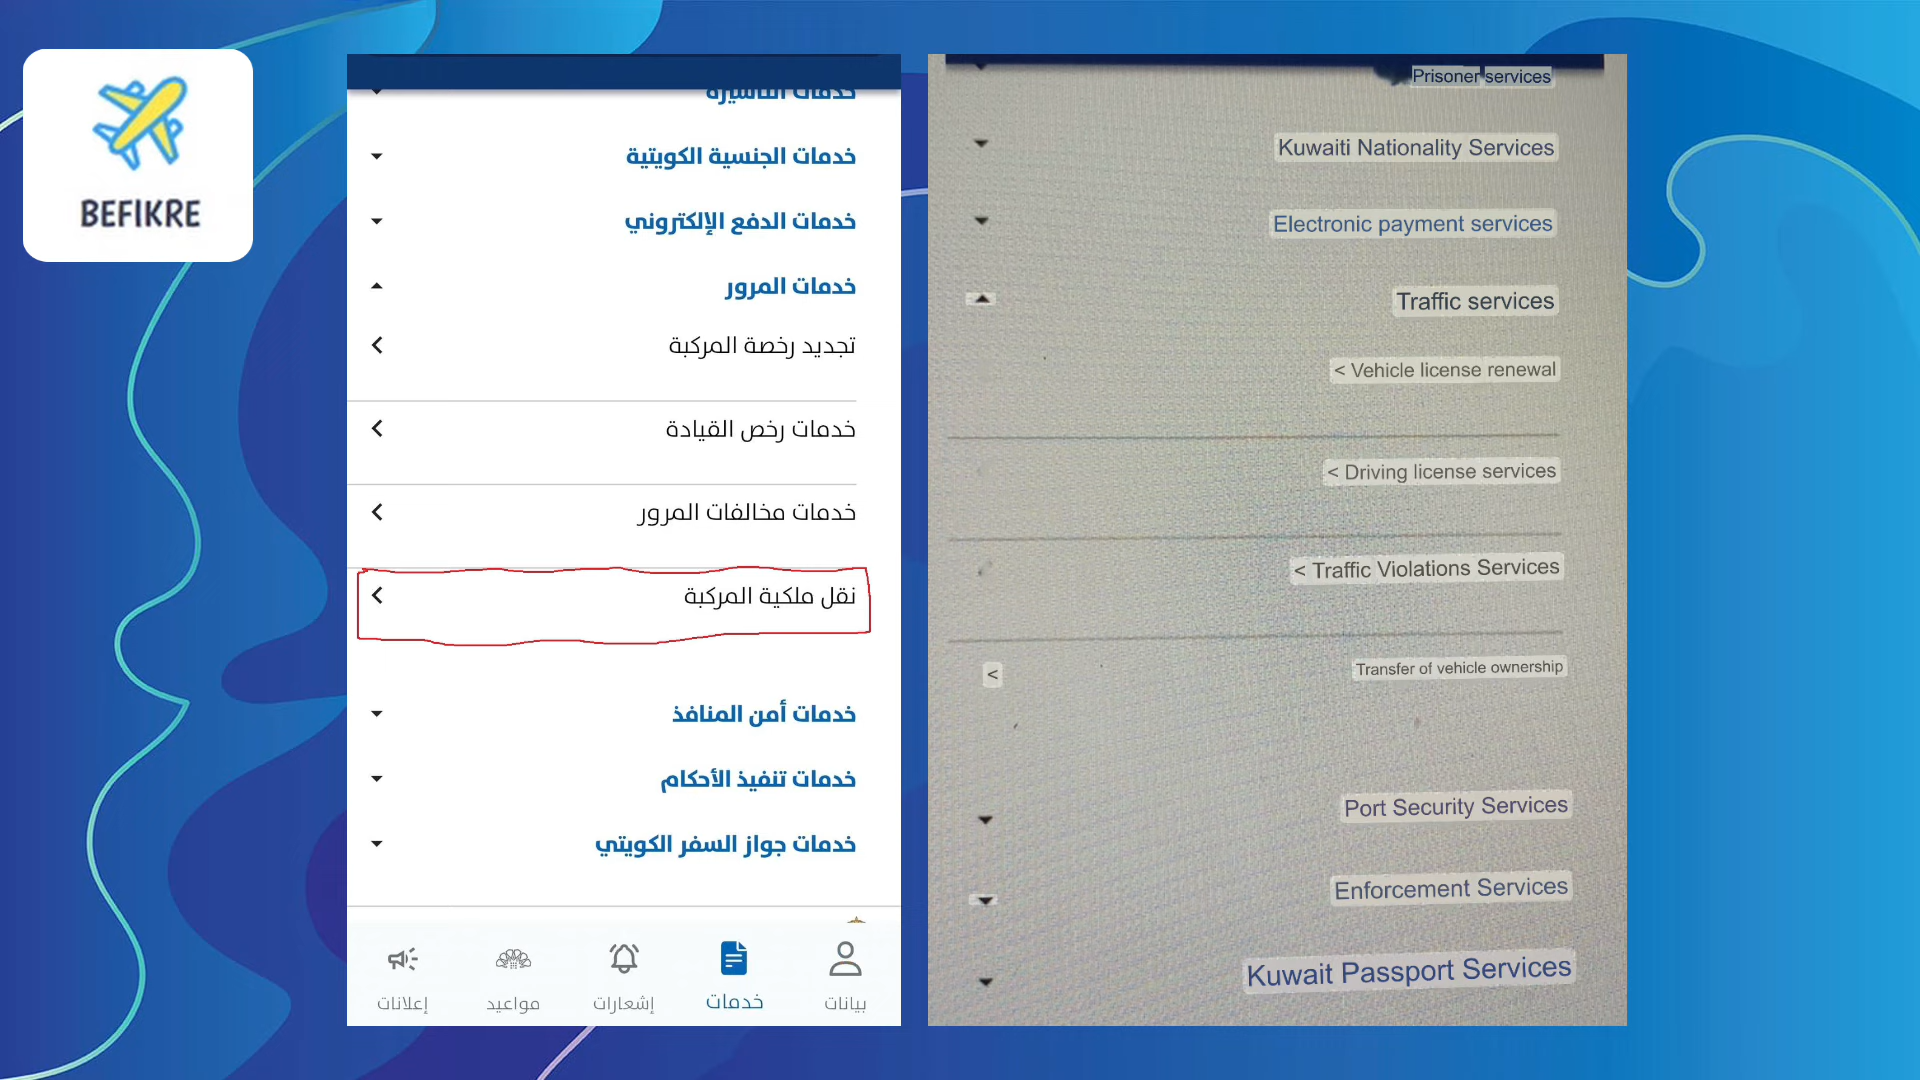 BEFIKRE
خدمات التأشيرة
خدمات الجنسية الكويتية
خدمات الدفع الإلكتروني
خدمات المرور
تجديد رخصة المركبة
خدمات رخص القيادة
خدمات مخالفات المرور
نقل ملكية المركبة
خدمات أمن المنافذ
خدمات تنفيذ الأحكام
خدمات جواز السفر الكويتي
بيانات
خدمات
إشعارات
مواعيد
إعلانات
Prisoner services
Kuwaiti Nationality Services
Electronic payment services
Traffic services
< Vehicle license renewal
< Driving license services
< Traffic Violations Services
< Transfer of vehicle ownership
Port Security Services
Enforcement Services
Kuwait Passport Services